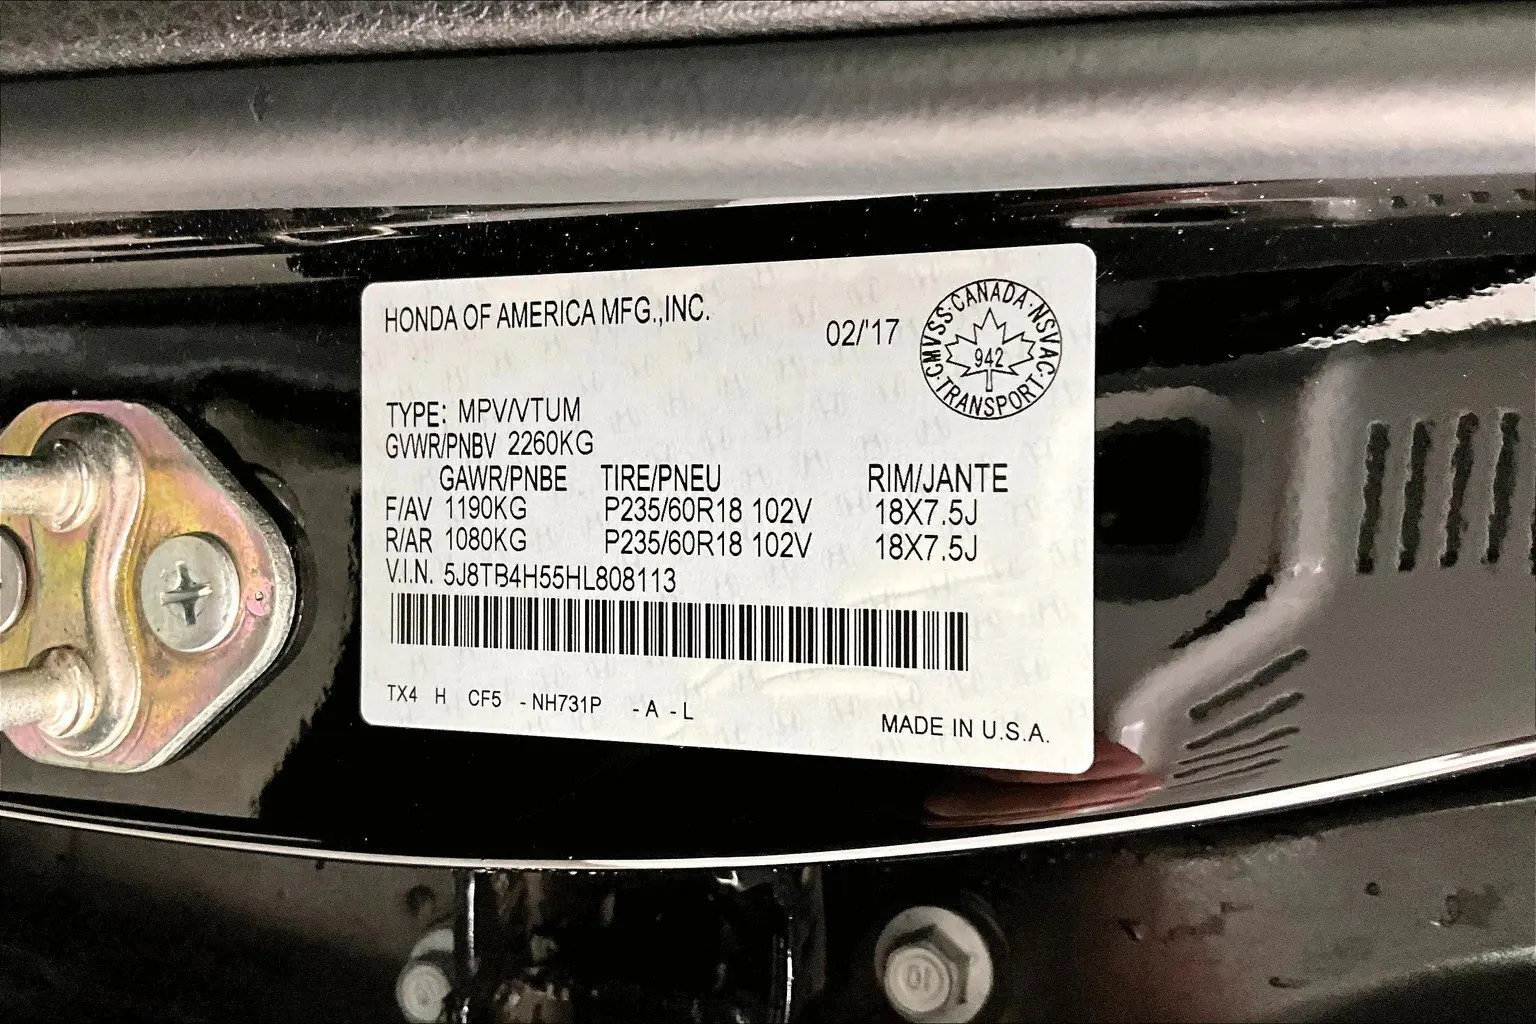 HONDA OF AMERICA MFG.,INC.
02/'17
CMVSS·CANADA·NSVAC·TRANSPORT·
942
TYPE: MPV/VTUM
GVWR/PNBV 2260KG
GAWR/PNBE TIRE/PNEU RIM/JANTE
F/AV 1190KG P235/60R18 102V 18X7.5J
R/AR 1080KG P235/60R18 102V 18X7.5J
V.I.N. 5J8TB4H55HL808113
TX4 H CF5 - NH731P - A - L
MADE IN U.S.A.